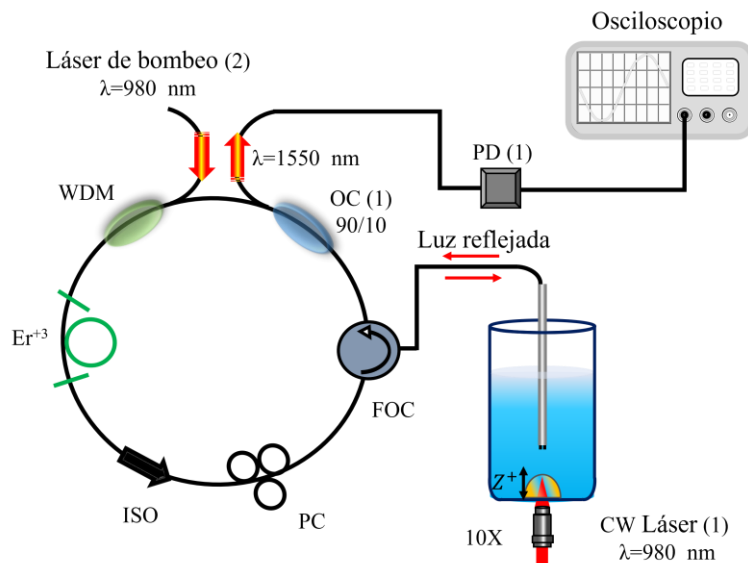 Osciloscopio
Láser de bombeo (2)
λ=980 nm
λ=1550 nm
PD (1)
WDM
OC (1)
90/10
Luz reflejada
Er⁺³
FOC
ISO
PC
Z⁺
10X
CW Láser (1)
λ=980 nm